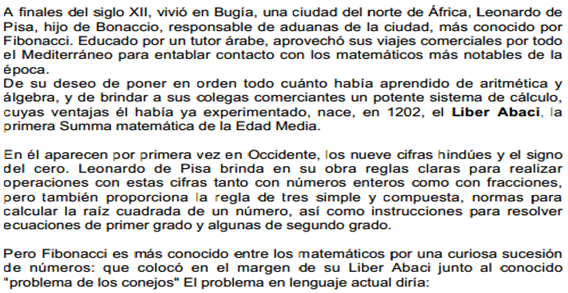 A finales del siglo XII, vivió en Bugía, una ciudad del norte de África, Leonardo de
Pisa, hijo de Bonaccio, responsable de aduanas de la ciudad, más conocido por
Fibonacci. Educado por un tutor árabe, aprovechó sus viajes comerciales por todo
el Mediterráneo para entablar contacto con los matemáticos más notables de la
época.
De su deseo de poner en orden todo cuánto había aprendido de aritmética y
álgebra, y de brindar a sus colegas comerciantes un potente sistema de cálculo,
cuyas ventajas él había ya experimentado, nace, en 1202, el Liber Abaci, la
primera Summa matemática de la Edad Media.
En él aparecen por primera vez en Occidente, los nueve cifras hindúes y el signo
del cero. Leonardo de Pisa brinda en su obra reglas claras para realizar
operaciones con estas cifras tanto con números enteros como con fracciones,
pero también proporciona la regla de tres simple y compuesta, normas para
calcular la raíz cuadrada de un número, así como instrucciones para resolver
ecuaciones de primer grado y algunas de segundo grado.
Pero Fibonacci es más conocido entre los matemáticos por una curiosa sucesión
de números: que colocó en el margen de su Liber Abaci junto al conocido
"problema de los conejos" El problema en lenguaje actual diría: